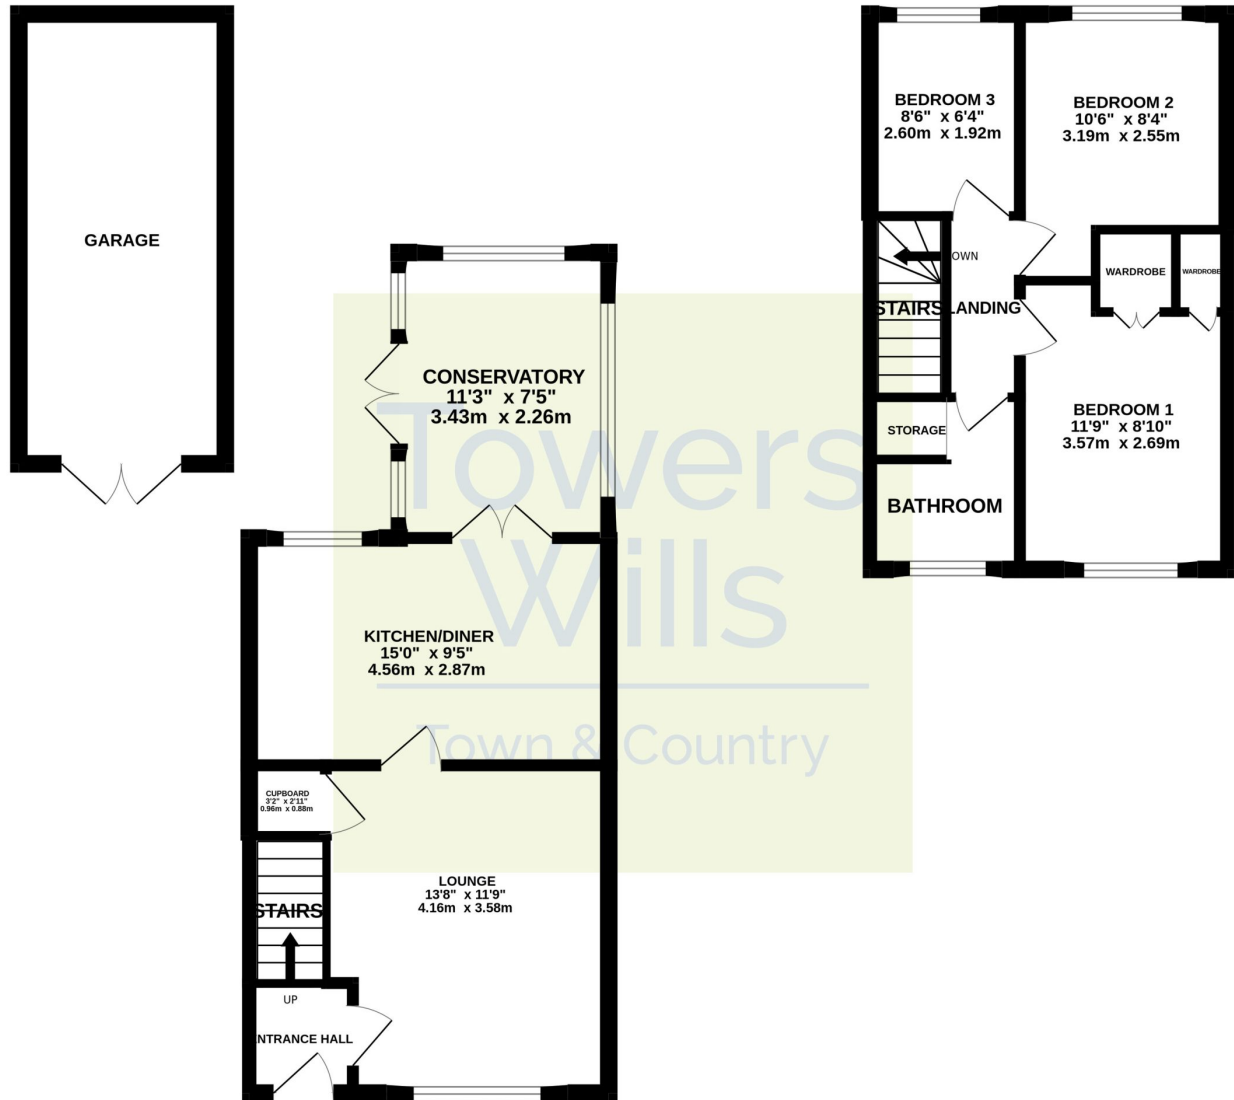 GARAGE
CONSERVATORY
11'3" x 7'5"
3.43m x 2.26m
KITCHEN/DINER
15'0" x 9'5"
4.56m x 2.87m
CUPBOARD
3'2" x 2'11"
0.96m x 0.88m
STAIRS
LOUNGE
13'8" x 11'9"
4.16m x 3.58m
UP
NTRANCE HALL
BEDROOM 3
8'6" x 6'4"
2.60m x 1.92m
BEDROOM 2
10'6" x 8'4"
3.19m x 2.55m
OWN
WARDROBE
WARDROBE
STAIRS
LANDING
BEDROOM 1
11'9" x 8'10"
3.57m x 2.69m
STORAGE
BATHROOM
Towers
Wills
Town & Country